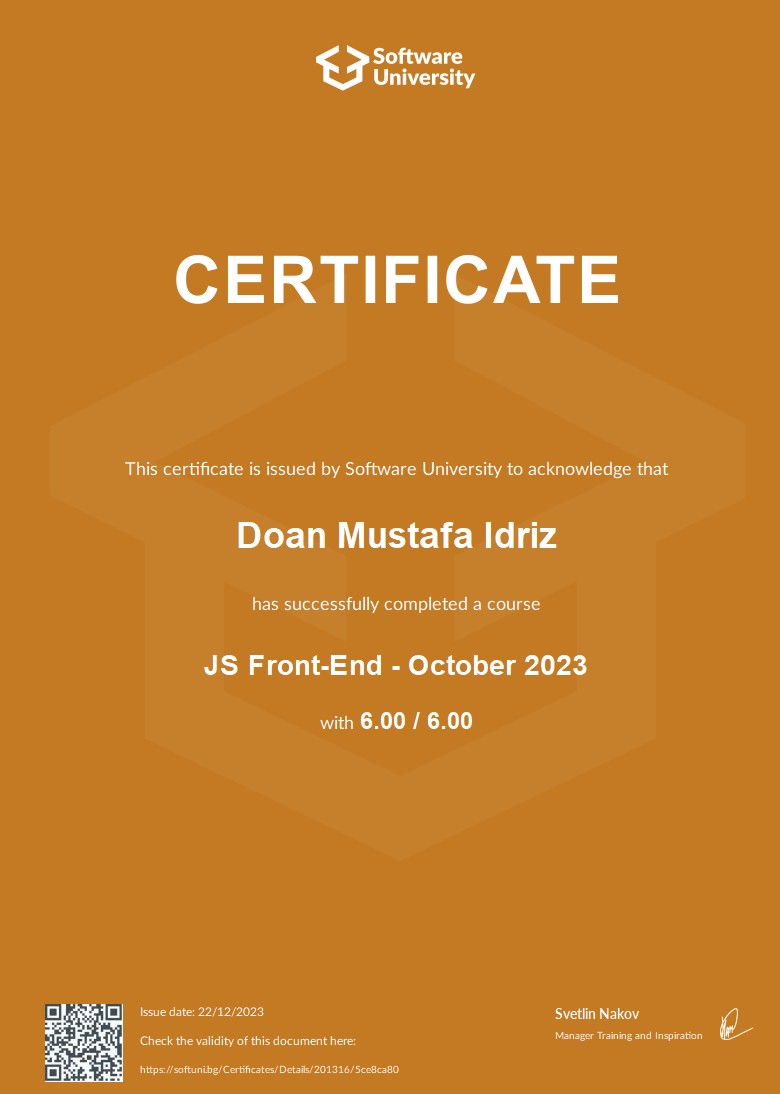 Software
University
CERTIFICATE
This certificate is issued by Software University to acknowledge that
Doan Mustafa Idriz
has successfully completed a course
JS Front-End - October 2023
with 6.00 / 6.00
Issue date: 22/12/2023
Check the validity of this document here:
https://softuni.bg/Certificates/Details/201316/5ce8ca80
Svetlin Nakov
Manager Training and Inspiration